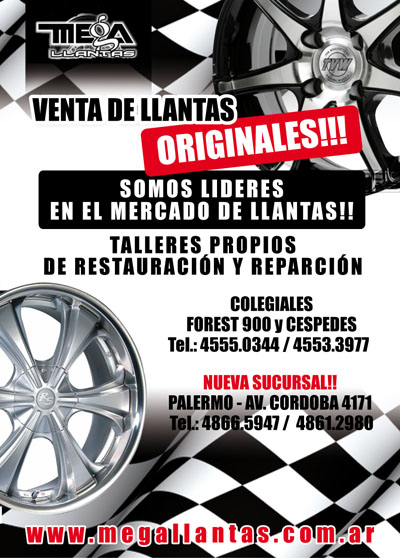 MEGA
LLANTAS
TVW
VENTA DE LLANTAS
ORIGINALES!!!
SOMOS LIDERES
EN EL MERCADO DE LLANTAS!!
TALLERES PROPIOS
DE RESTAURACIÓN Y REPARCIÓN
COLEGIALES
FOREST 900 y CESPEDES
Tel.: 4555.0344 / 4553.3977
NUEVA SUCURSAL!!
PALERMO - AV. CORDOBA 4171
Tel.: 4866.5947 / 4861.2980
www.megallantas.com.ar